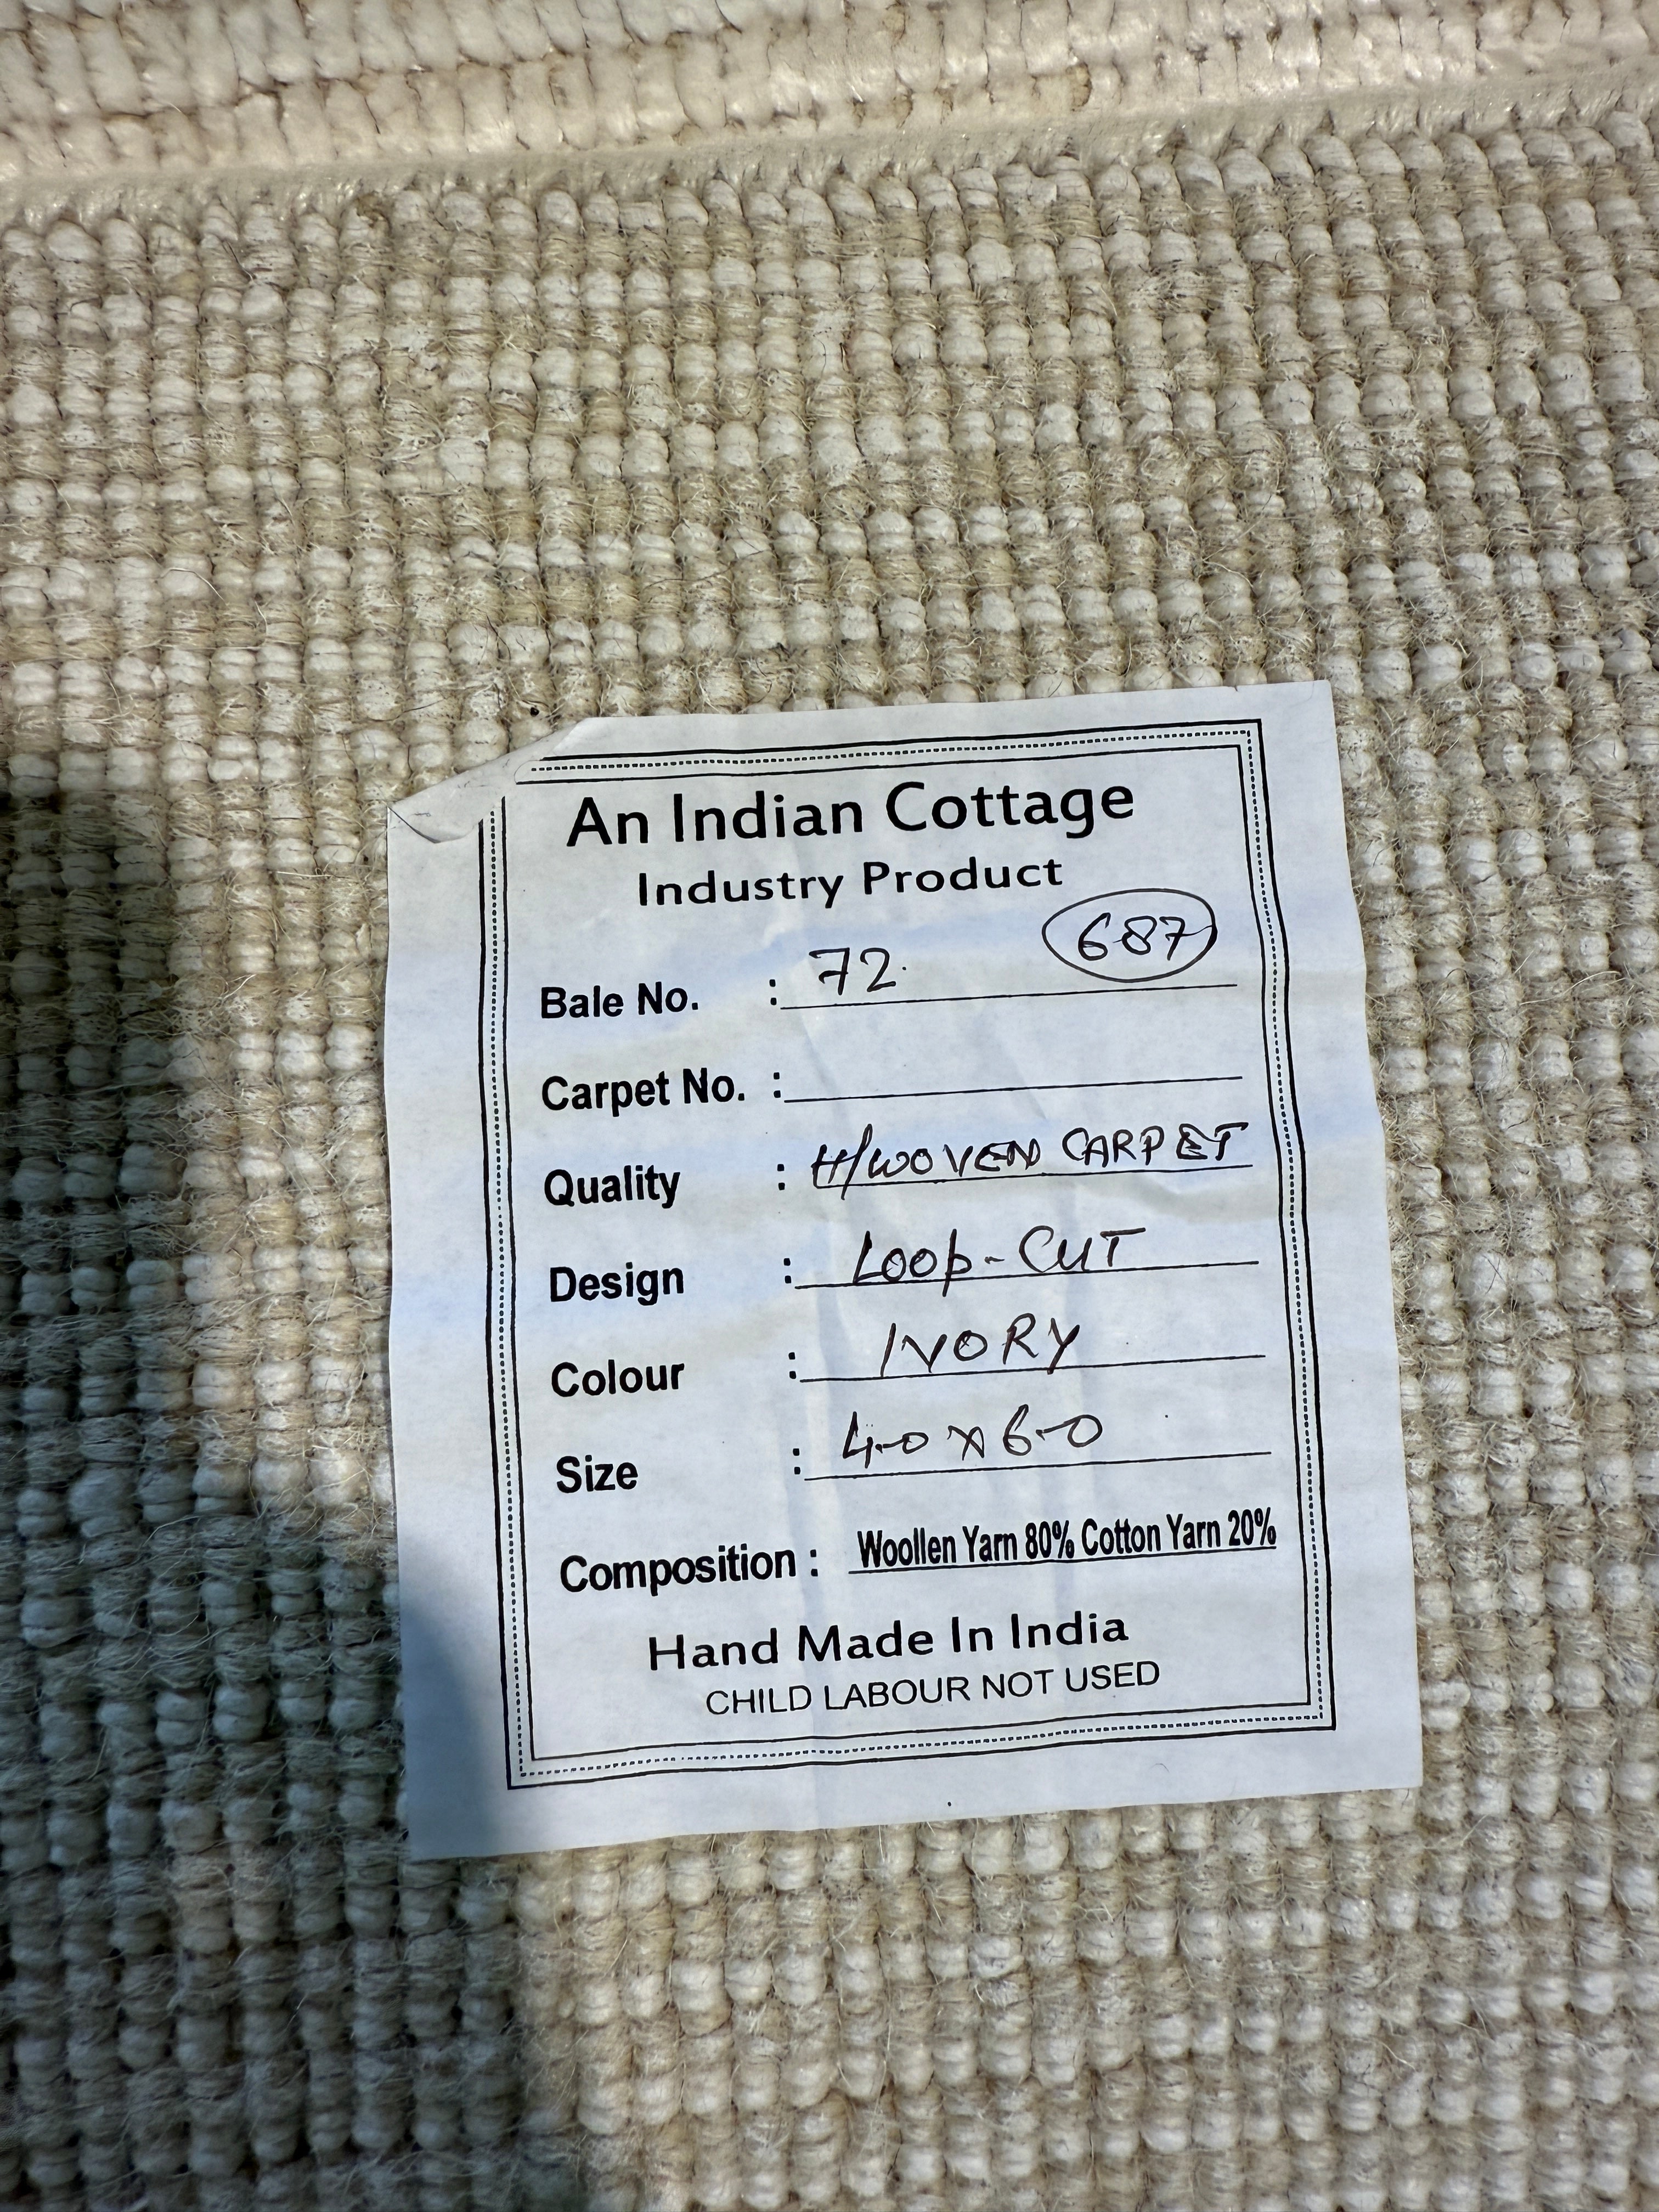 An Indian Cottage
Industry Product
687
Bale No. : 72
Carpet No. :
Quality : H/WOVEN CARPET
Design : LOOP-CUT
Colour : IVORY
Size : 4-0 x 6-0
Composition : Woollen Yarn 80% Cotton Yarn 20%
Hand Made In India
CHILD LABOUR NOT USED